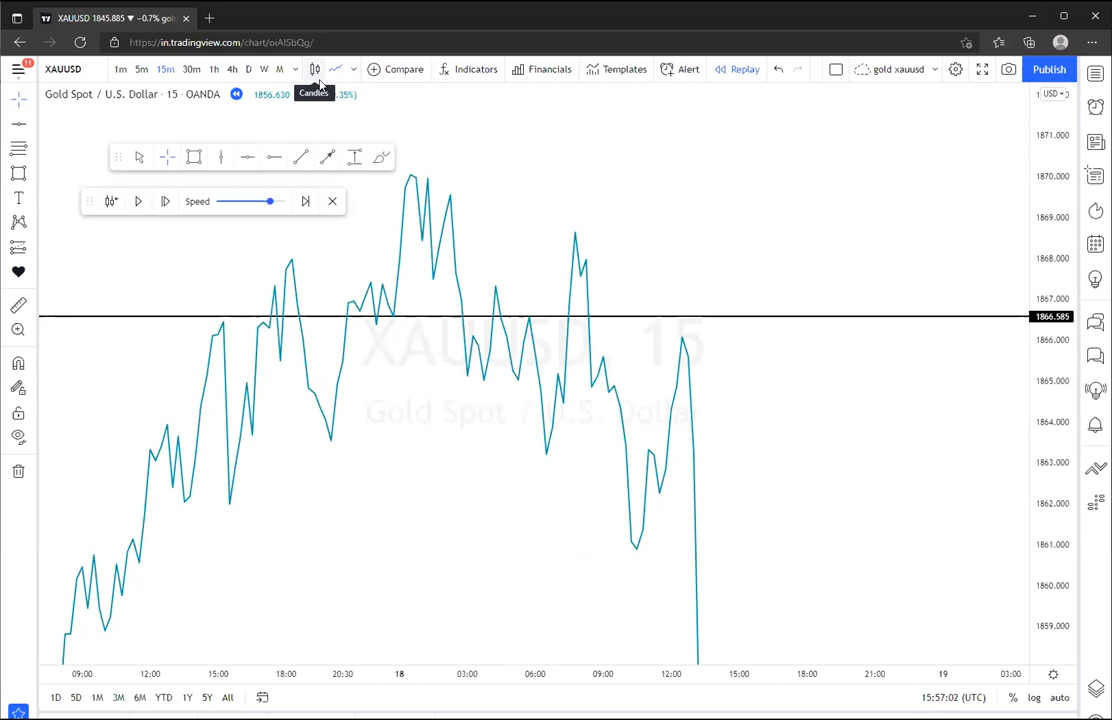 XAUUSD 1845.885 ▼ −0.7% gol
https://in.tradingview.com/chart/oiAlSbQg/
11
XAUUSD 1m 5m 15m 30m 1h 4h D W M Compare Indicators Financials Templates Alert Replay gold xauusd Publish
Candles
Gold Spot / U.S. Dollar · 15 · OANDA 1856.630 .35%)
USD
1871.000
1870.000
Speed
1869.000
1868.000
1867.000
1866.585
1866.000
XAUUSD 15
Gold Spot / U.S. Dollar
1865.000
1864.000
1863.000
1862.000
1861.000
1860.000
1859.000
09:00 12:00 15:00 18:00 20:30 18 03:00 06:00 09:00 12:00 15:00 18:00 21:00 19 03:00
1D 5D 1M 3M 6M YTD 1Y 5Y All 15:57:02 (UTC) % log auto